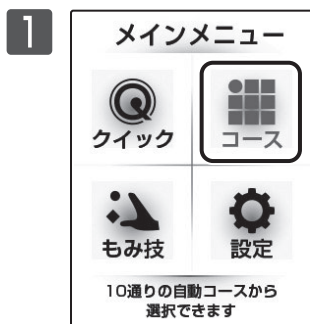 1
メインメニュー
クイック
コース
もみ技
設定
10通りの自動コースから
選択できます